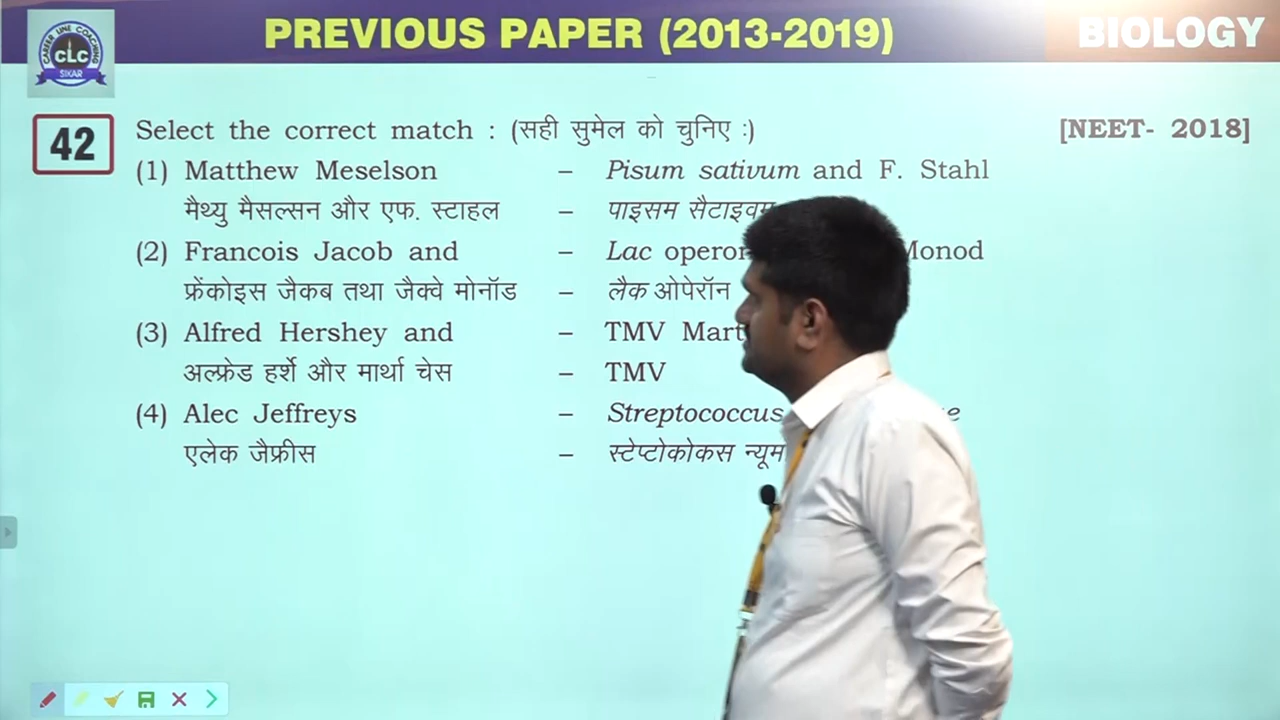 PREVIOUS PAPER (2013-2019)
BIOLOGY
CAREER LINE COACHING
CLC
SIKAR
42
Select the correct match : (सही सुमेल को चुनिए :)
[NEET- 2018]
(1) Matthew Meselson – Pisum sativum and F. Stahl
मैथ्यु मैसल्सन और एफ. स्टाहल – पाइसम सैटाइवम
(2) Francois Jacob and – Lac Monod
फ्रेंकोइस जैकब तथा जैक्वे मोनॉड – लैक ओपेरॉन
(3) Alfred Hershey and – TMV
अल्फ्रेड हर्शे और मार्था चेस – TMV
(4) Alec Jeffreys – Streptococcus
एलेक जैफ्रीस – स्टेप्टोकोकस